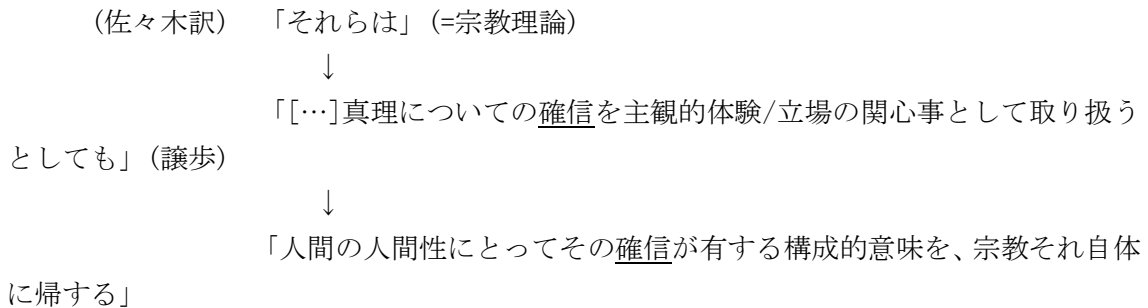 (佐々木訳) 「それらは」(=宗教理論)
↓
「[…]真理についての確信を主観的体験/立場の関心事として取り扱う
としても」(譲歩)
↓
「人間の人間性にとってその確信が有する構成的意味を、宗教それ自体
に帰する」